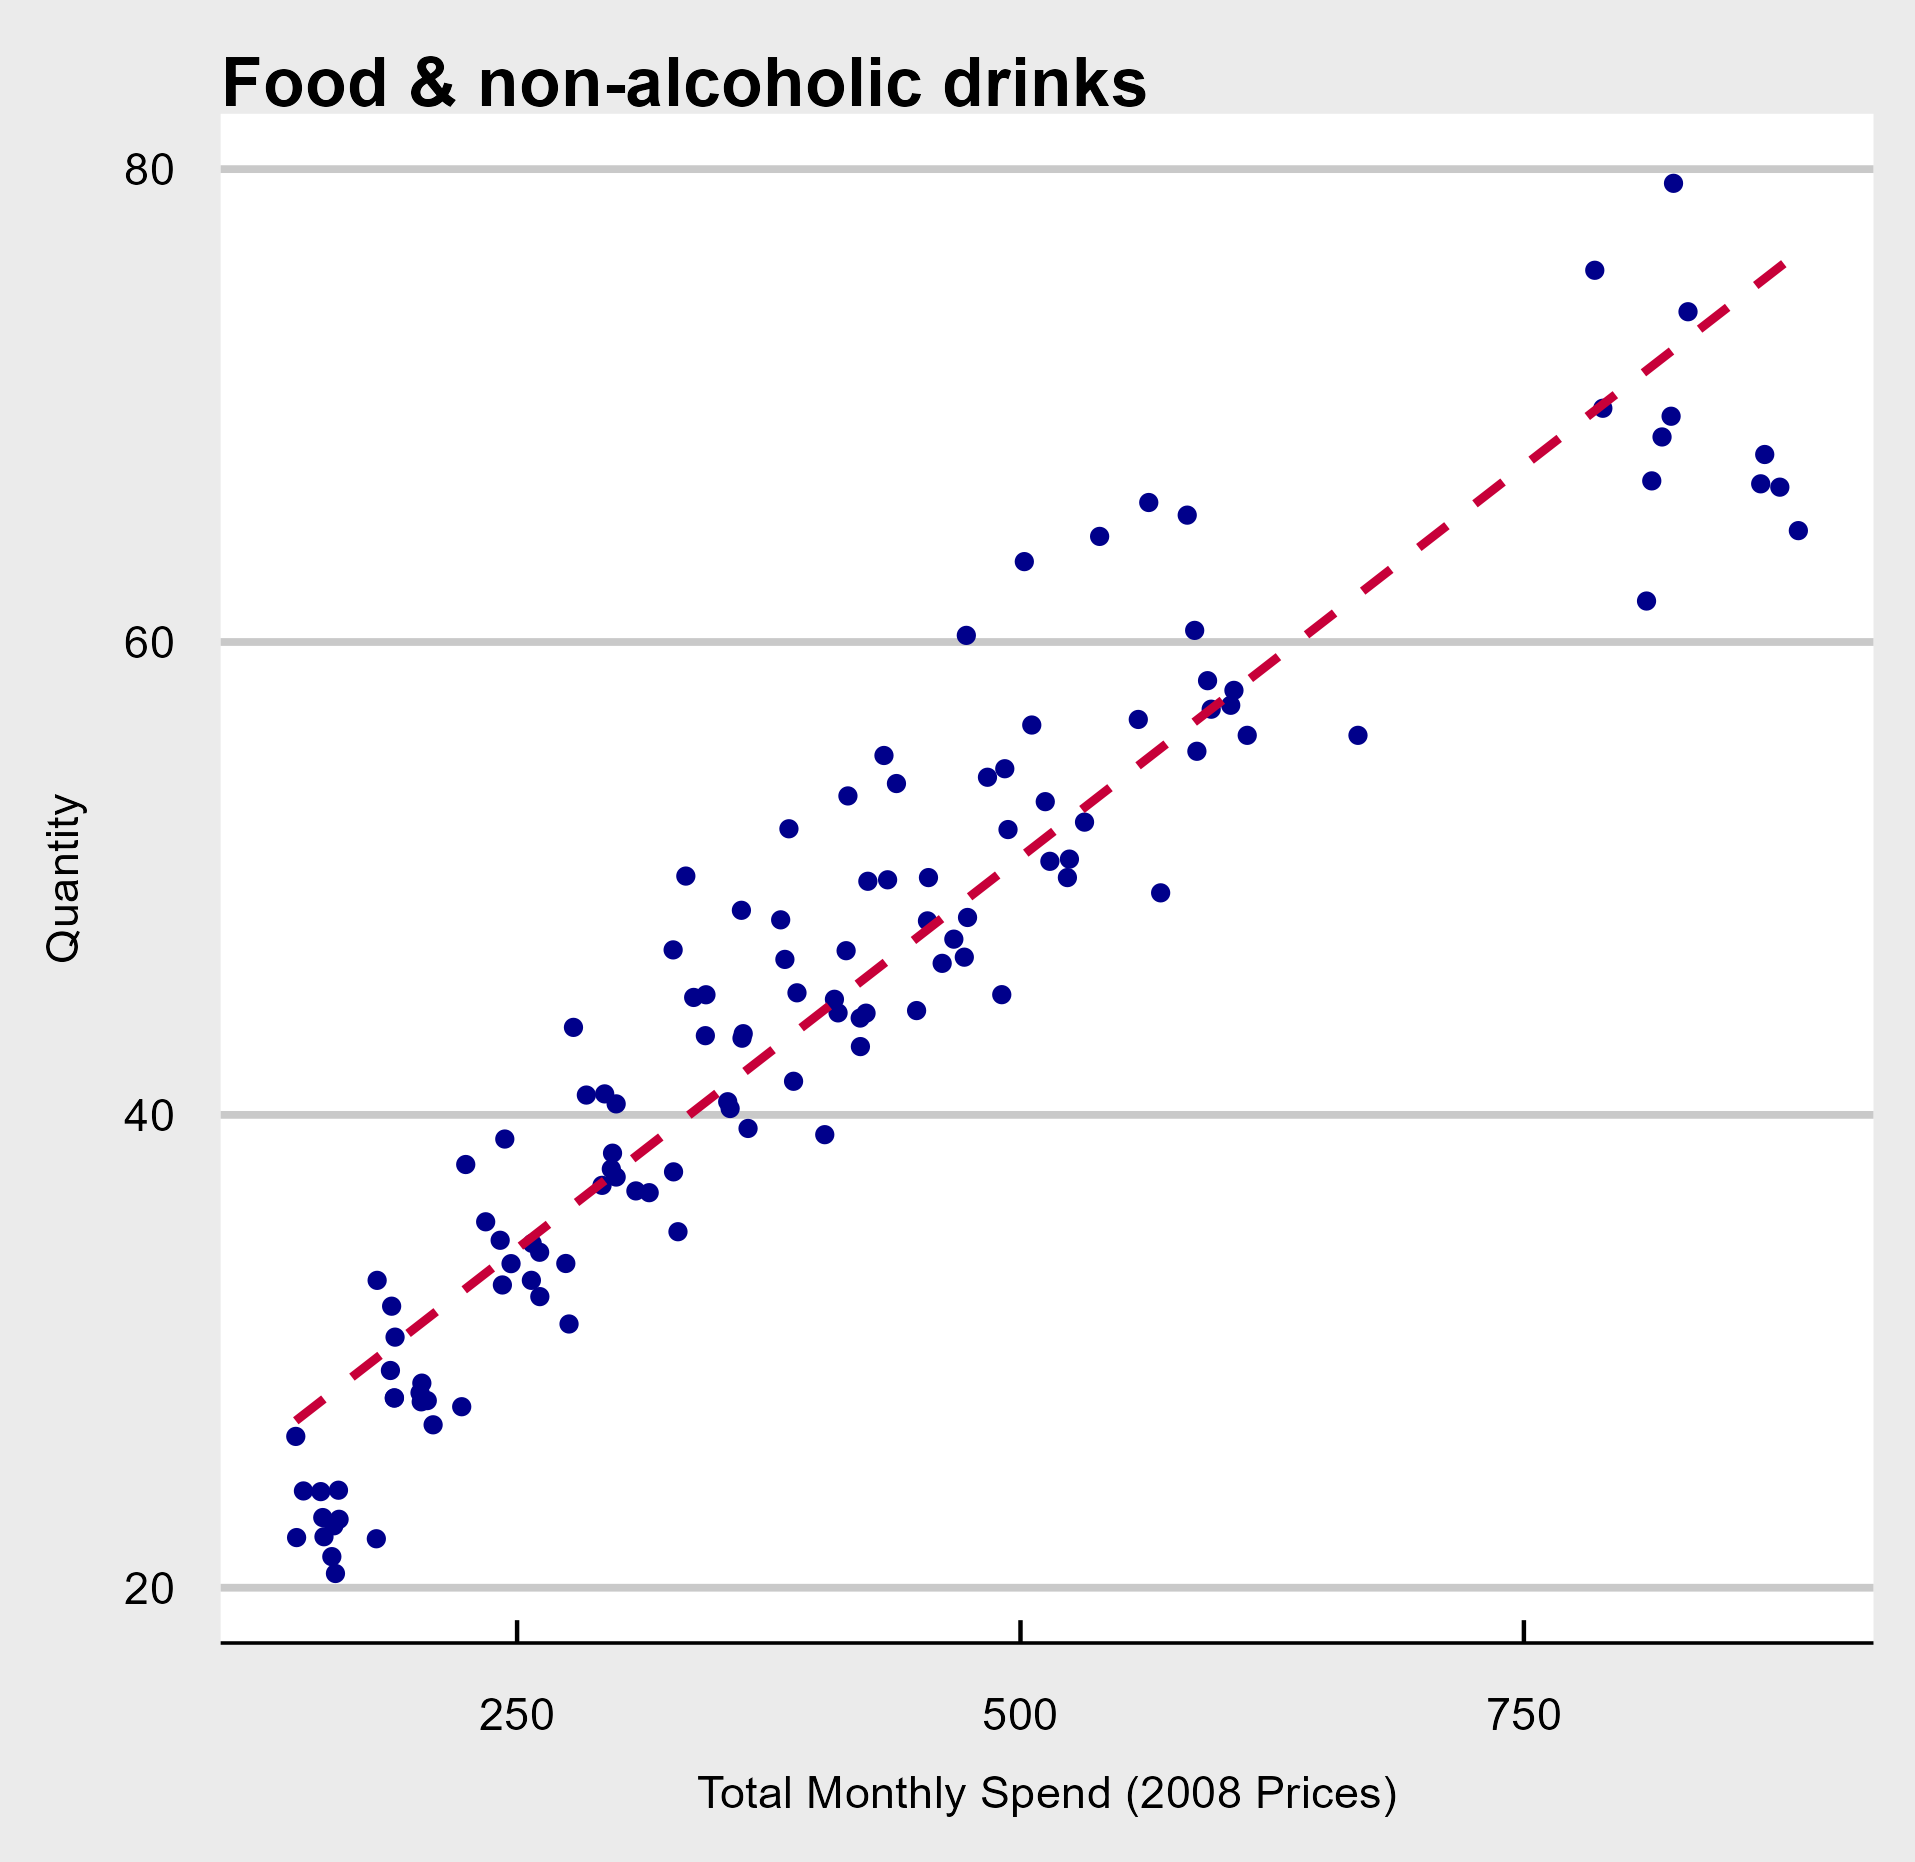 Food & non-alcoholic drinks
80
60
40
20
Quantity
250 500 750
Total Monthly Spend (2008 Prices)